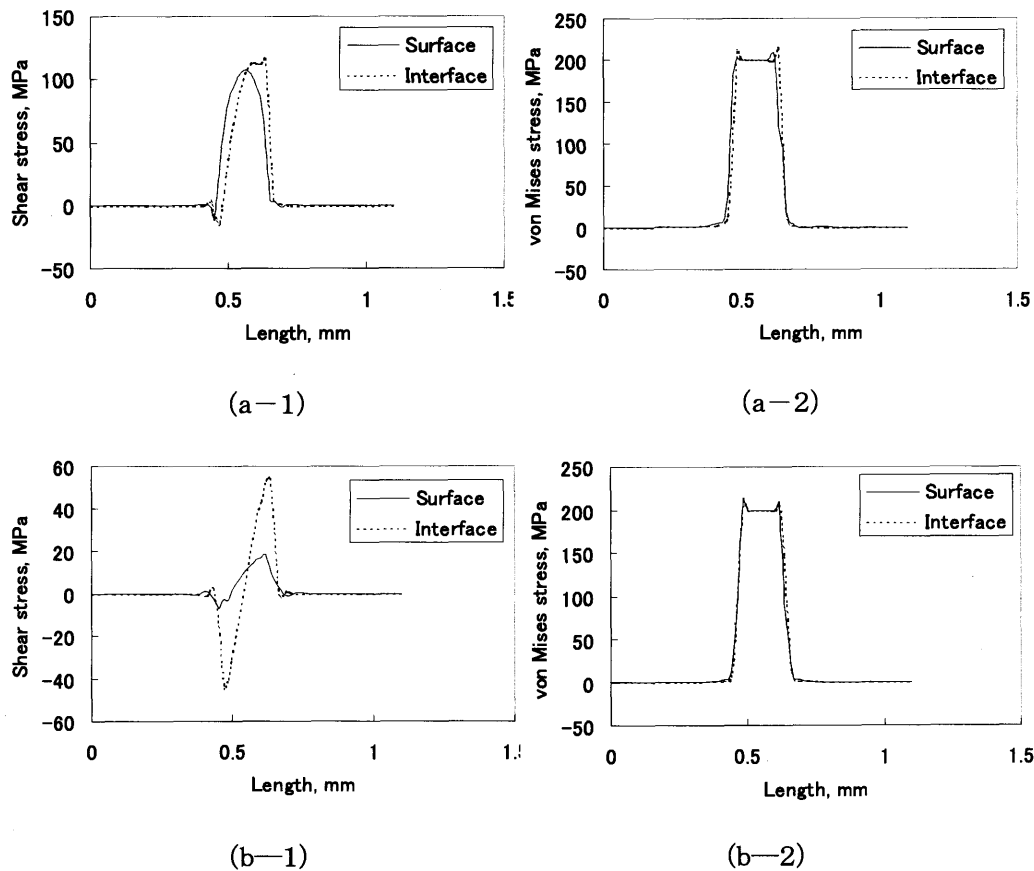 150
100
50
0
−50
Shear stress, MPa
Surface
Interface
0 0.5 1 1.5
Length, mm
(a−1)
250
200
150
100
50
0
−50
von Mises stress, MPa
Surface
Interface
0 0.5 1 1.5
Length, mm
(a−2)
60
40
20
0
−20
−40
−60
Shear stress, MPa
Surface
Interface
0 0.5 1 1.5
Length, mm
(b—1)
250
200
150
100
50
0
−50
von Mises stress, MPa
Surface
Interface
0 0.5 1 1.5
Length, mm
(b—2)